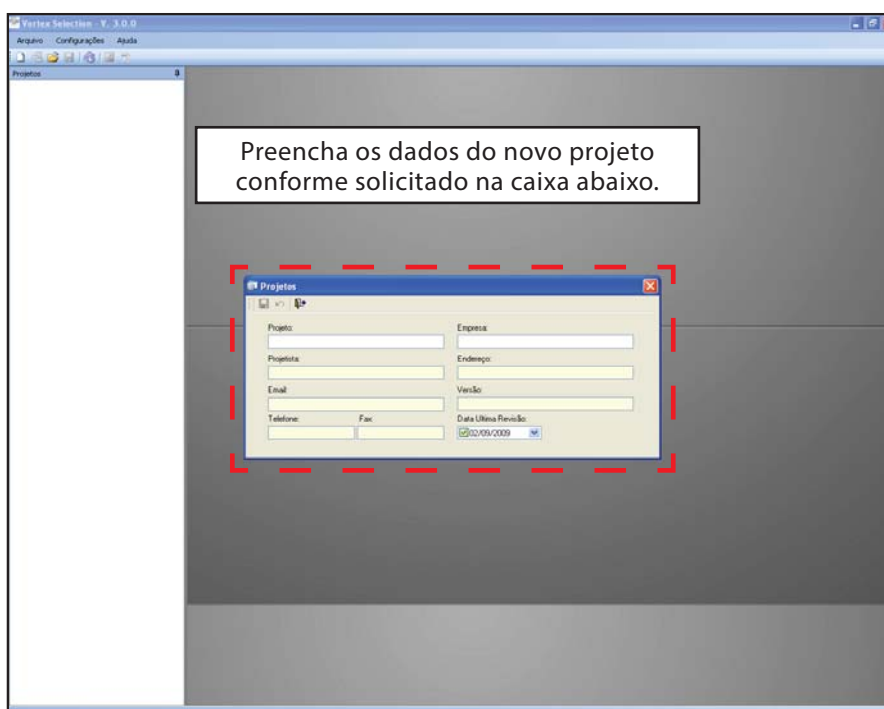 Vortex Selection - V. 3.0.0
Arquivo Configurações Ajuda
Projetos
Preencha os dados do novo projeto
conforme solicitado na caixa abaixo.
Projetos
Projeto: Empresa:
Projetista: Endereço:
Email: Versão:
Telefone: Fax: Data Ultima Revisão:
02/09/2009